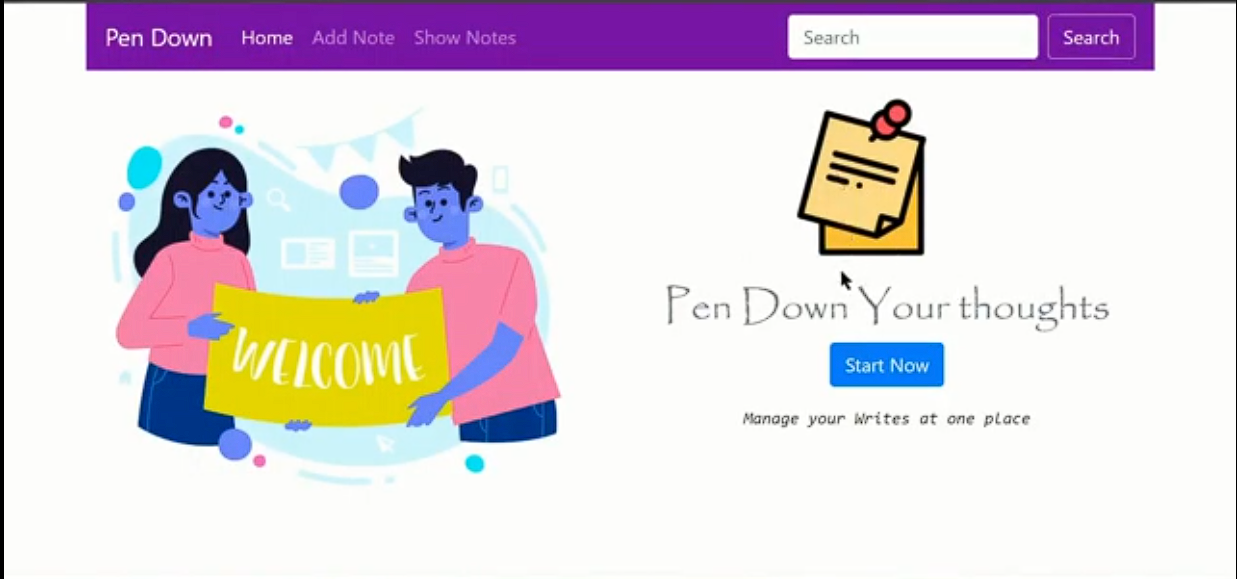 Pen Down Home Add Note Show Notes Search Search
WELCOME
Pen Down Your thoughts
Start Now
Manage your Writes at one place